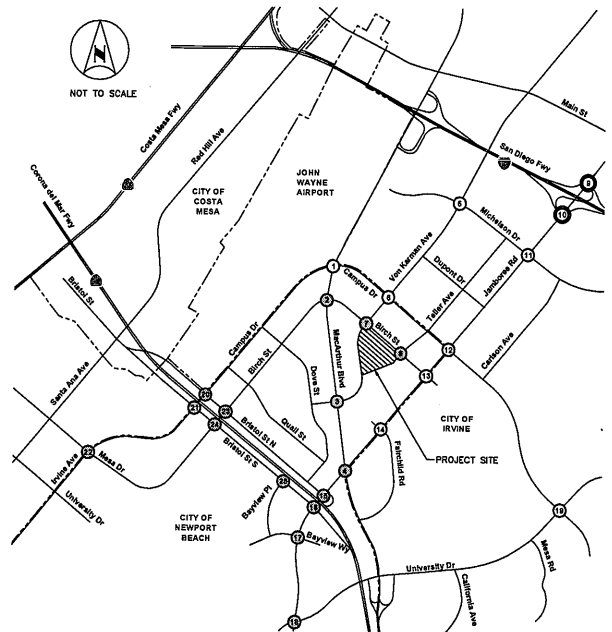 N
NOT TO SCALE
Costa Mesa Fwy
Red Hill Ave
Main St
San Diego Fwy
CITY OF
COSTA
MESA
JOHN
WAYNE
AIRPORT
Corona del Mar Fwy
Bristol St
Santa Ana Ave
9
10
5
Michelson Dr
11
Von Karman Ave
Dupont Dr
Jamboree Rd
Teller Ave
1
Campus Dr
6
2
7
Birch St
8
12
Carlson Ave
13
Campus Dr
Birch St
MacArthur Blvd
Dove St
3
CITY OF
IRVINE
PROJECT SITE
20
21
23
24
Bristol St N
Quail St
Bristol St S
14
Fairchild Rd
4
22
Irvine Ave
Mesa Dr
University Dr
25
Bayview Pl
15
16
19
CITY OF
NEWPORT
BEACH
17
Bayview Wy
University Dr
Mesa Rd
California Ave
18